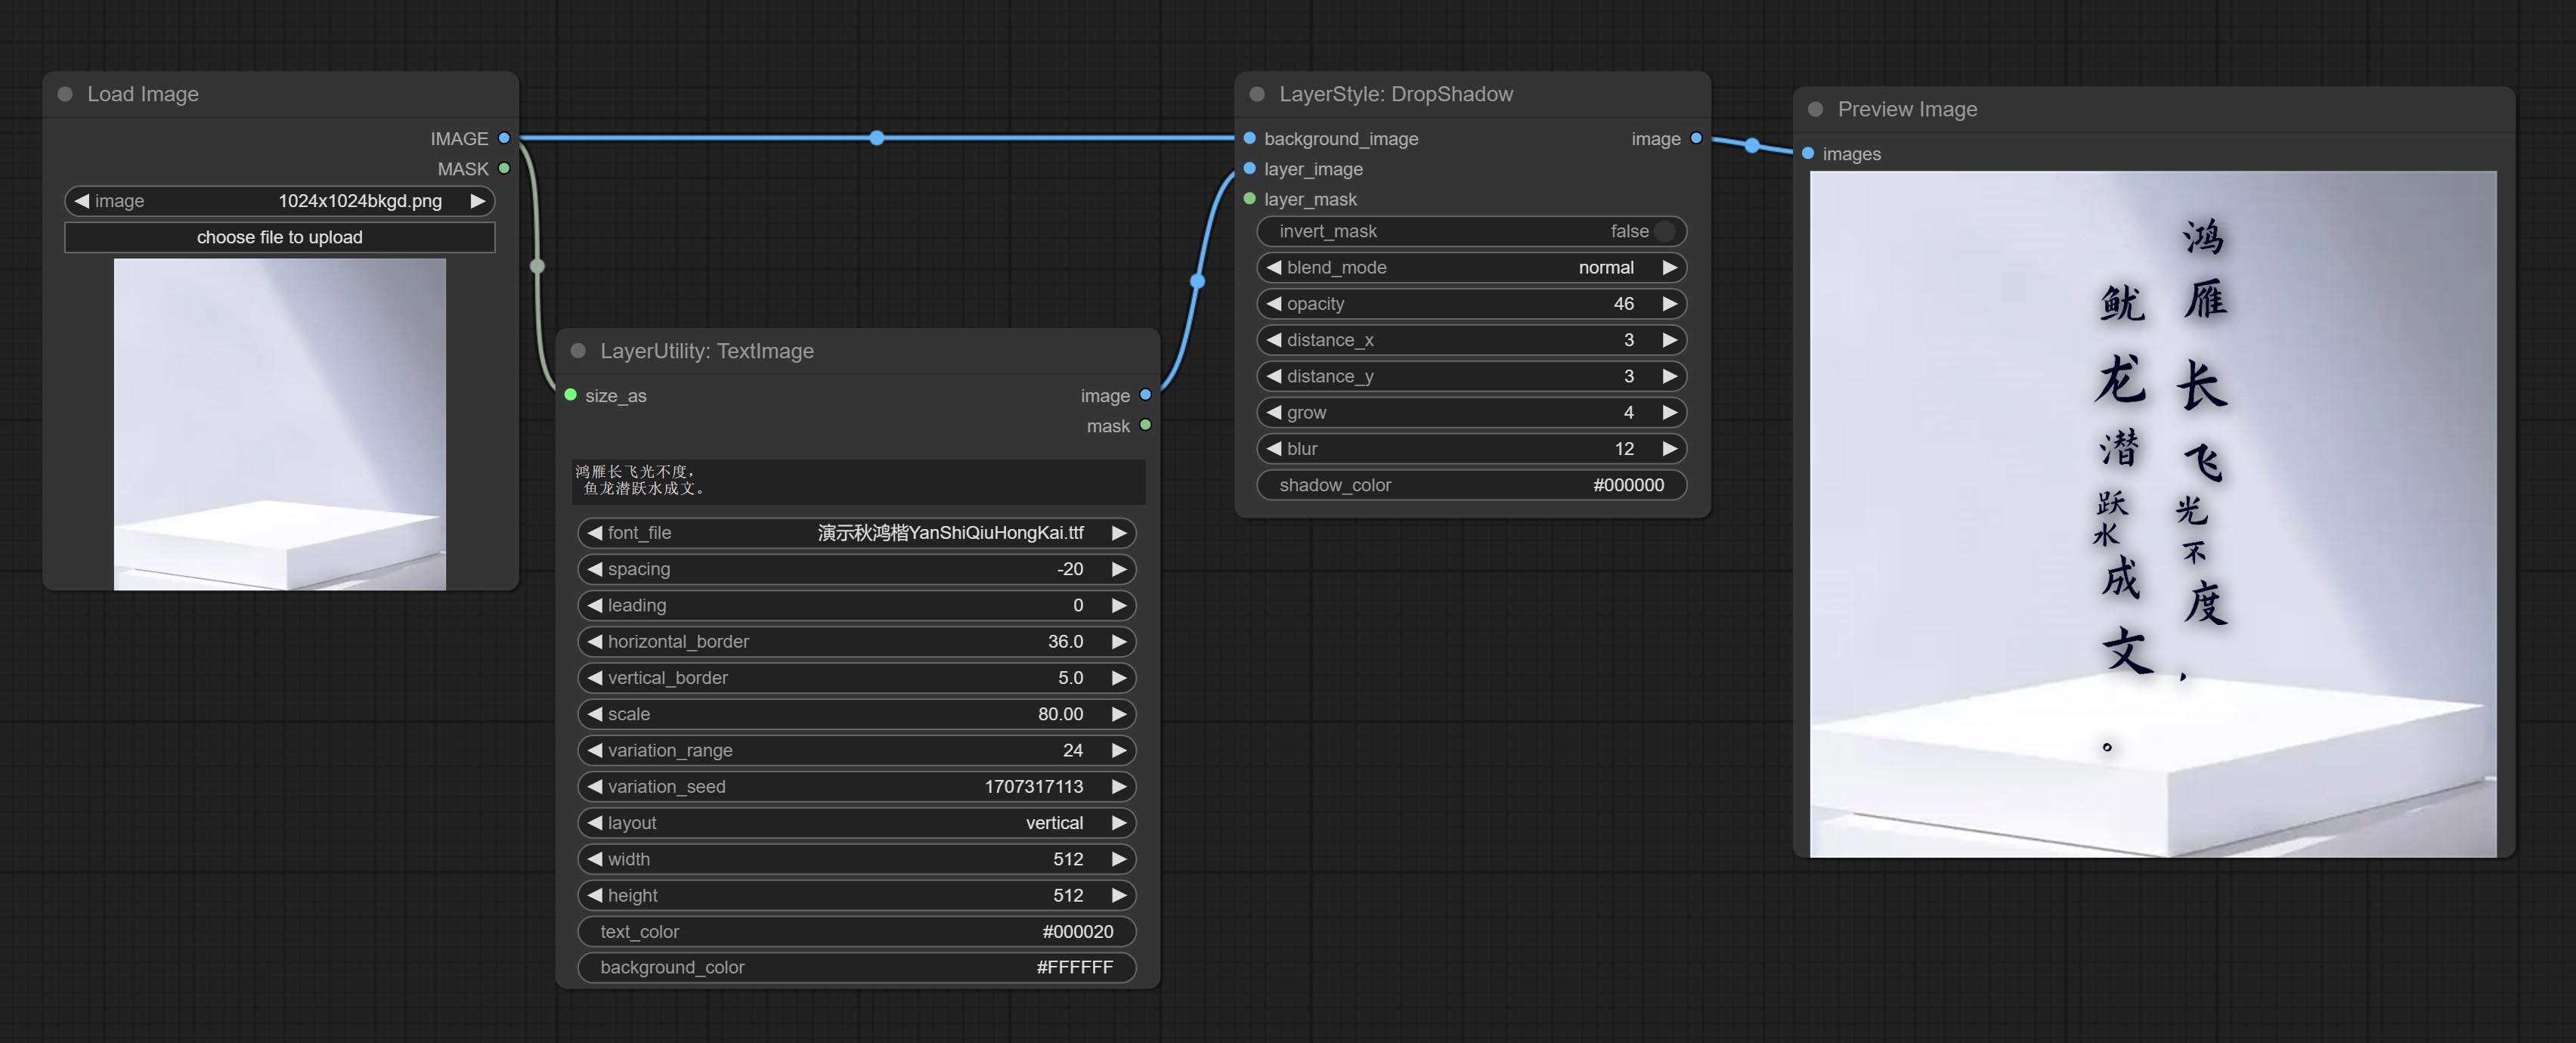 Load Image
IMAGE
MASK
image 1024x1024bkgd.png
choose file to upload
LayerUtility: TextImage
size_as image
mask
鸿雁长飞光不度，
鱼龙潜跃水成文。
font_file 演示秋鸿楷YanShiQiuHongKai.ttf
spacing -20
leading 0
horizontal_border 36.0
vertical_border 5.0
scale 80.00
variation_range 24
variation_seed 1707317113
layout vertical
width 512
height 512
text_color #000020
background_color #FFFFFF
LayerStyle: DropShadow
background_image image
layer_image
layer_mask
invert_mask false
blend_mode normal
opacity 46
distance_x 3
distance_y 3
grow 4
blur 12
shadow_color #000000
Preview Image
images
鸿雁长飞光不度，
鱿龙潜跃水成文。